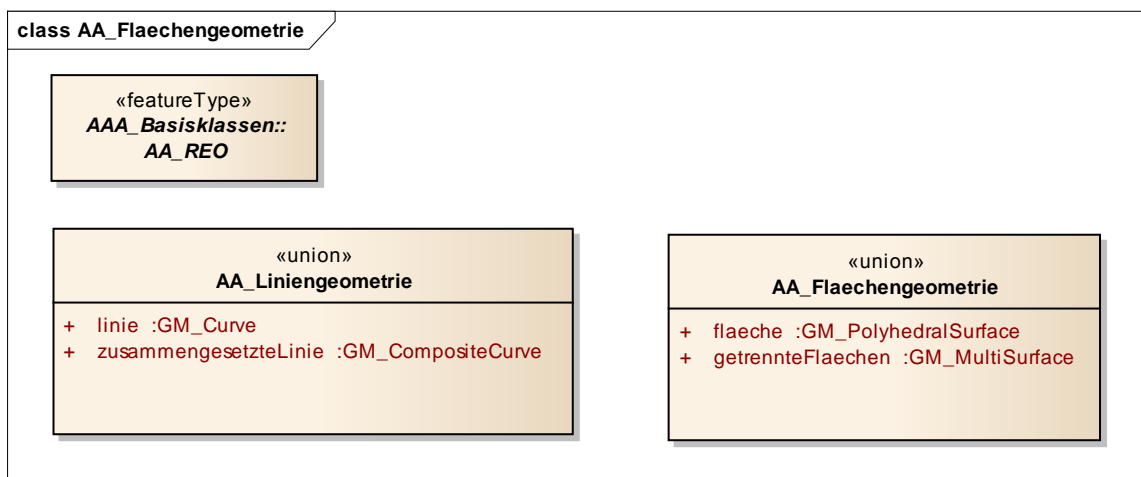 class AA_Flaechengeometrie
«featureType»
AAA_Basisklassen::
AA_REO
«union»
AA_Liniengeometrie
+ linie :GM_Curve
+ zusammengesetzteLinie :GM_CompositeCurve
«union»
AA_Flaechengeometrie
+ flaeche :GM_PolyhedralSurface
+ getrennteFlaechen :GM_MultiSurface